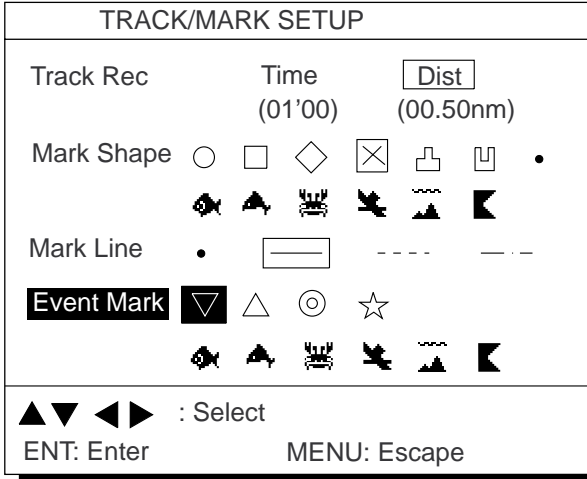 TRACK/MARK SETUP
Track Rec Time Dist
(01'00) (00.50nm)
Mark Shape
Mark Line
Event Mark
: Select
ENT: Enter MENU: Escape